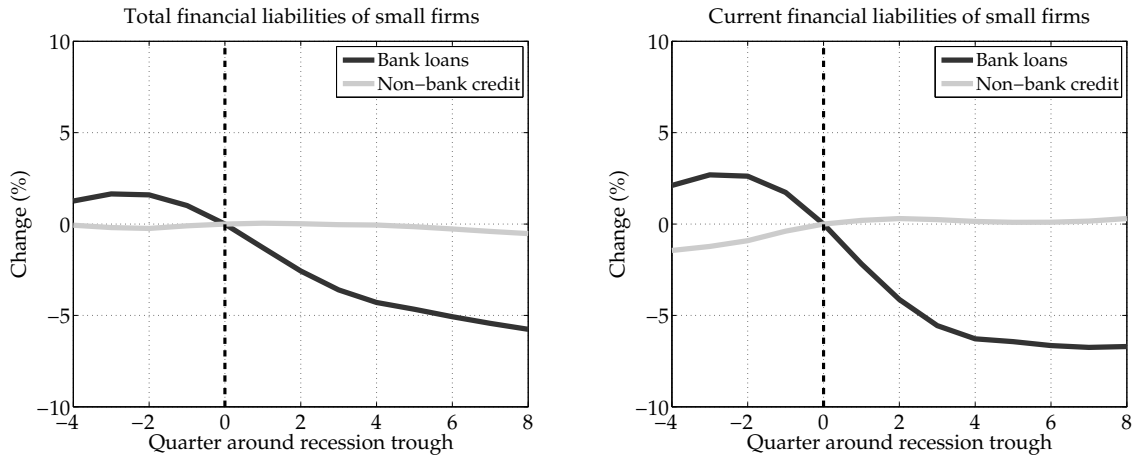 Total financial liabilities of small firms
10
5
0
−5
−10
Change (%)
Bank loans
Non−bank credit
−4 −2 0 2 4 6 8
Quarter around recession trough
Current financial liabilities of small firms
10
5
0
−5
−10
Change (%)
Bank loans
Non−bank credit
−4 −2 0 2 4 6 8
Quarter around recession trough